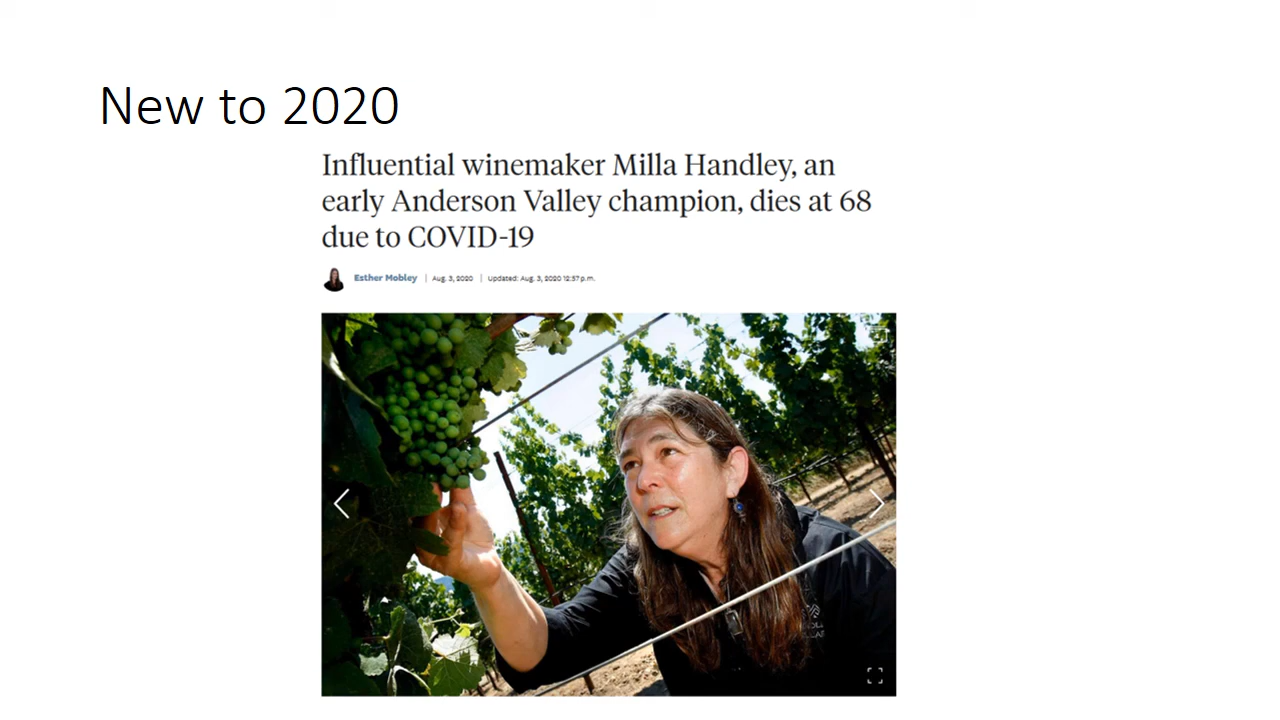 New to 2020
Influential winemaker Milla Handley, an
early Anderson Valley champion, dies at 68
due to COVID-19
Esther Mobley | Aug. 3, 2020 | Updated: Aug. 3, 2020 12:57 p.m.